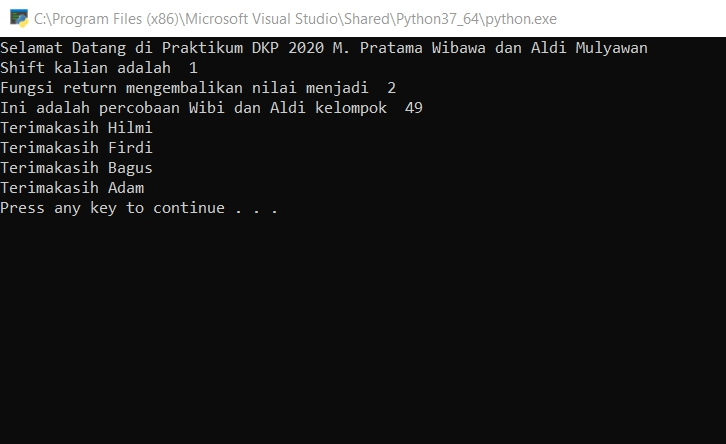 C:\Program Files (x86)\Microsoft Visual Studio\Shared\Python37_64\python.exe
Selamat Datang di Praktikum DKP 2020 M. Pratama Wibawa dan Aldi Mulyawan
Shift kalian adalah  1
Fungsi return mengembalikan nilai menjadi  2
Ini adalah percobaan Wibi dan Aldi kelompok  49
Terimakasih Hilmi
Terimakasih Firdi
Terimakasih Bagus
Terimakasih Adam
Press any key to continue . . .